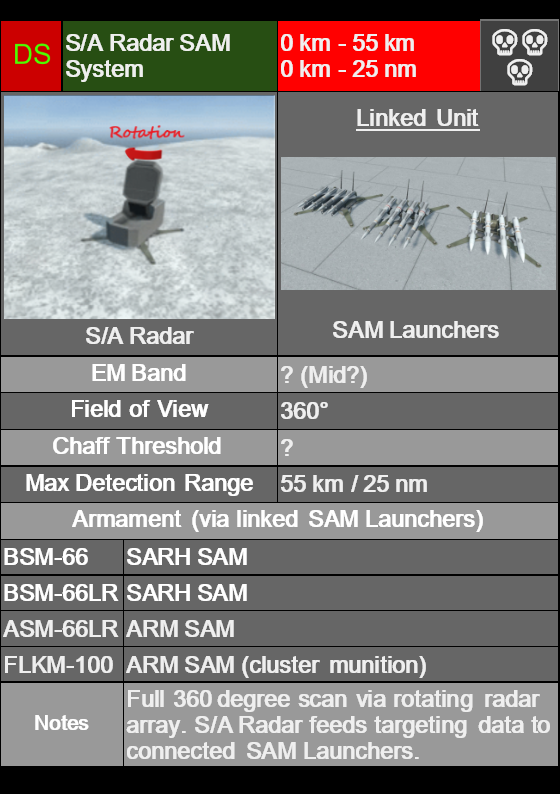 DS
S/A Radar SAM
System
0 km - 55 km
0 km - 25 nm
Rotation
Linked Unit
S/A Radar
SAM Launchers
EM Band
? (Mid?)
Field of View
360°
Chaff Threshold
?
Max Detection Range
55 km / 25 nm
Armament (via linked SAM Launchers)
BSM-66
SARH SAM
BSM-66LR
SARH SAM
ASM-66LR
ARM SAM
FLKM-100
ARM SAM (cluster munition)
Notes
Full 360 degree scan via rotating radar
array. S/A Radar feeds targeting data to
connected SAM Launchers.